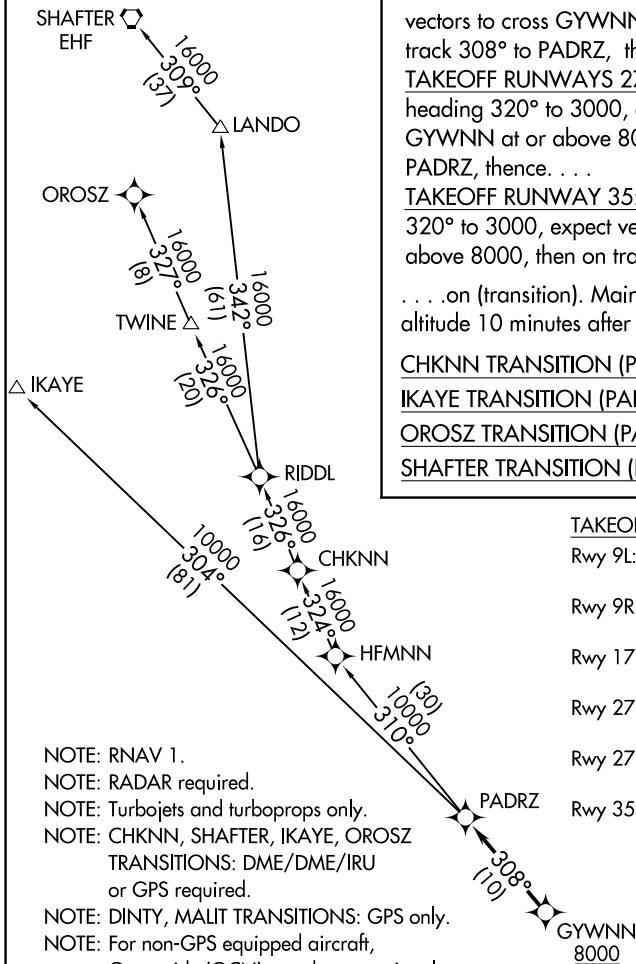 SHAFTER
EHF
16000
309°
(37)
LANDO
OROSZ
16000
327°
(8)
16000
342°
(61)
TWINE
16000
326°
(20)
IKAYE
RIDDL
16000
326°
(16)
CHKNN
10000
304°
(81)
16000
324°
(12)
HFMNN
(30)
10000
310°
PADRZ
308°
(10)
GYWNN
8000
vectors to cross GYWNN
track 308° to PADRZ, th
TAKEOFF RUNWAYS 27
heading 320° to 3000,
GYWNN at or above 80
PADRZ, thence. . . .
TAKEOFF RUNWAY 35:
320° to 3000, expect ve
above 8000, then on tra
. . . .on (transition). Main
altitude 10 minutes after
CHKNN TRANSITION (P
IKAYE TRANSITION (PA
OROSZ TRANSITION (PA
SHAFTER TRANSITION (
TAKEO
Rwy 9L:
Rwy 9R
Rwy 17
Rwy 27
Rwy 27
Rwy 35
NOTE: RNAV 1.
NOTE: RADAR required.
NOTE: Turbojets and turboprops only.
NOTE: CHKNN, SHAFTER, IKAYE, OROSZ
TRANSITIONS: DME/DME/IRU
or GPS required.
NOTE: DINTY, MALIT TRANSITIONS: GPS only.
NOTE: For non-GPS equipped aircraft,